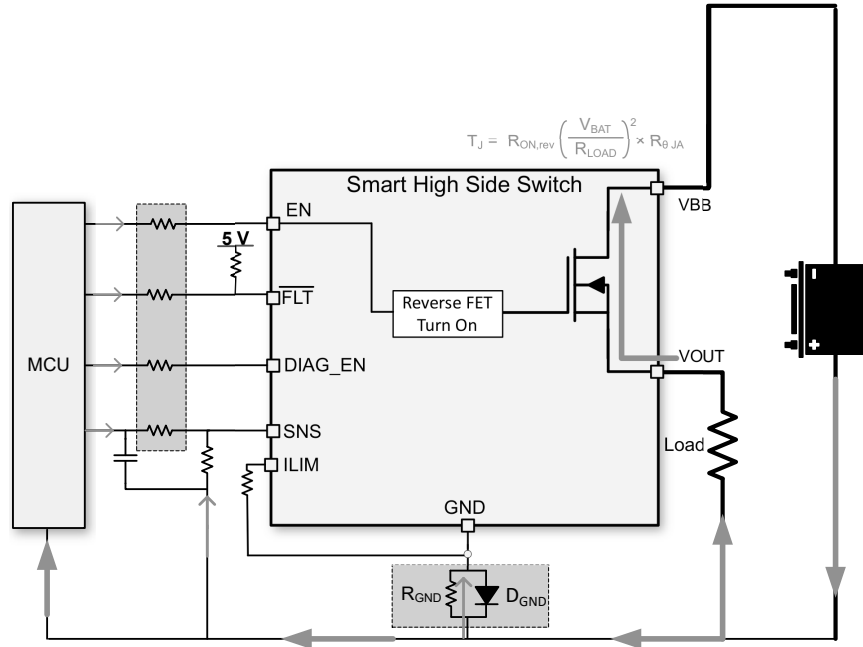 T_J = R_ON,rev (V_BAT / R_LOAD)^2 × R_θ JA
Smart High Side Switch
VBB
EN
5 V
FLT
Reverse FET
Turn On
-
MCU
DIAG_EN
VOUT
+
SNS
Load
ILIM
GND
R_GND
D_GND